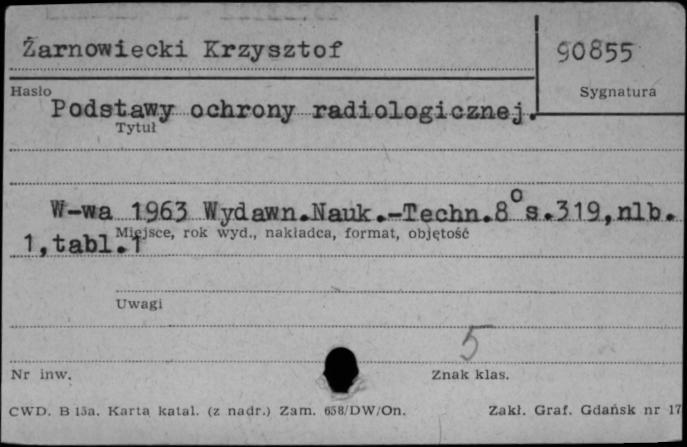 Żarnowiecki Krzysztof
90855
Hasło
Sygnatura
Podstawy ochrony radiologicznej.
Tytuł
W-wa 1963 Wydawn.Nauk.-Techn.8° s.319,nlb.
1,tabl.1
Miejsce, rok wyd., nakładca, format, objętość
Uwagi
5
Nr inw.
Znak klas.
CWD. B 15a. Karta katal. (z nadr.) Zam. 658/DW/On.
Zakł. Graf. Gdańsk nr 17